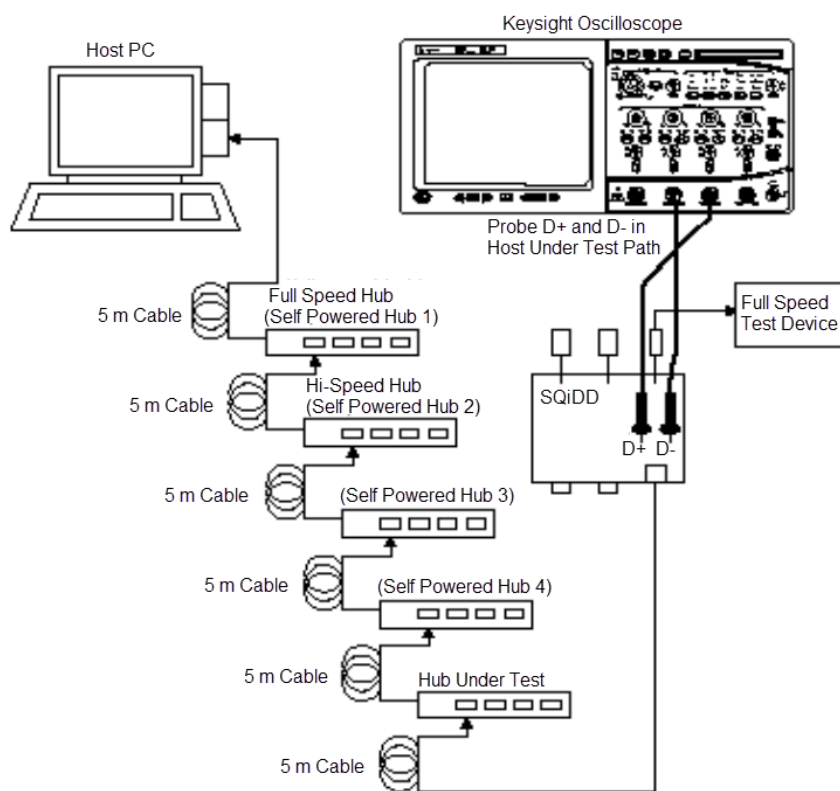 Keysight Oscilloscope
Host PC
Probe D+ and D- in
Host Under Test Path
5 m Cable
Full Speed Hub
(Self Powered Hub 1)
Full Speed
Test Device
5 m Cable
Hi-Speed Hub
(Self Powered Hub 2)
SQiDD
D+ D-
5 m Cable
(Self Powered Hub 3)
5 m Cable
(Self Powered Hub 4)
5 m Cable
Hub Under Test
5 m Cable